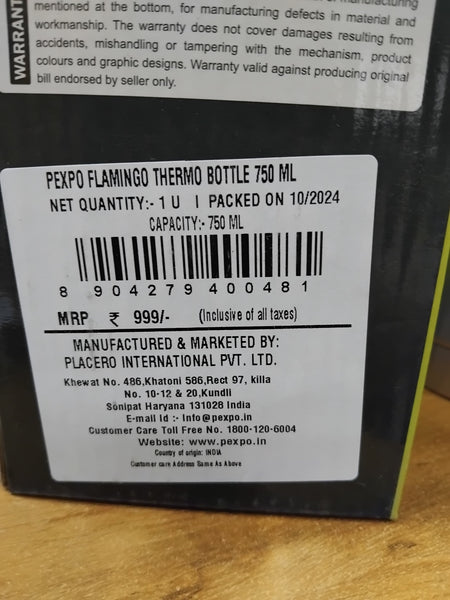 WARRANT
mentioned at the bottom, for manufacturing defects in material and
workmanship. The warranty does not cover damages resulting from
accidents, mishandling or tampering with the mechanism, product
colours and graphic designs. Warranty valid against producing original
bill endorsed by seller only.
PEXPO FLAMINGO THERMO BOTTLE 750 ML
NET QUANTITY:- 1 U | PACKED ON 10/2024
CAPACITY:- 750 ML
8 904279 400481
MRP ₹ 999/- (Inclusive of all taxes)
MANUFACTURED & MARKETED BY:
PLACERO INTERNATIONAL PVT. LTD.
Khewat No. 486,Khatoni 586,Rect 97, killa
No. 10-12 & 20,Kundli
Sonipat Haryana 131028 India
E-mail Id :- Info@pexpo.in
Customer Care Toll Free No. 1800-120-6004
Website: www.pexpo.in
Country of origin: INDIA
Customer care Address Same As Above